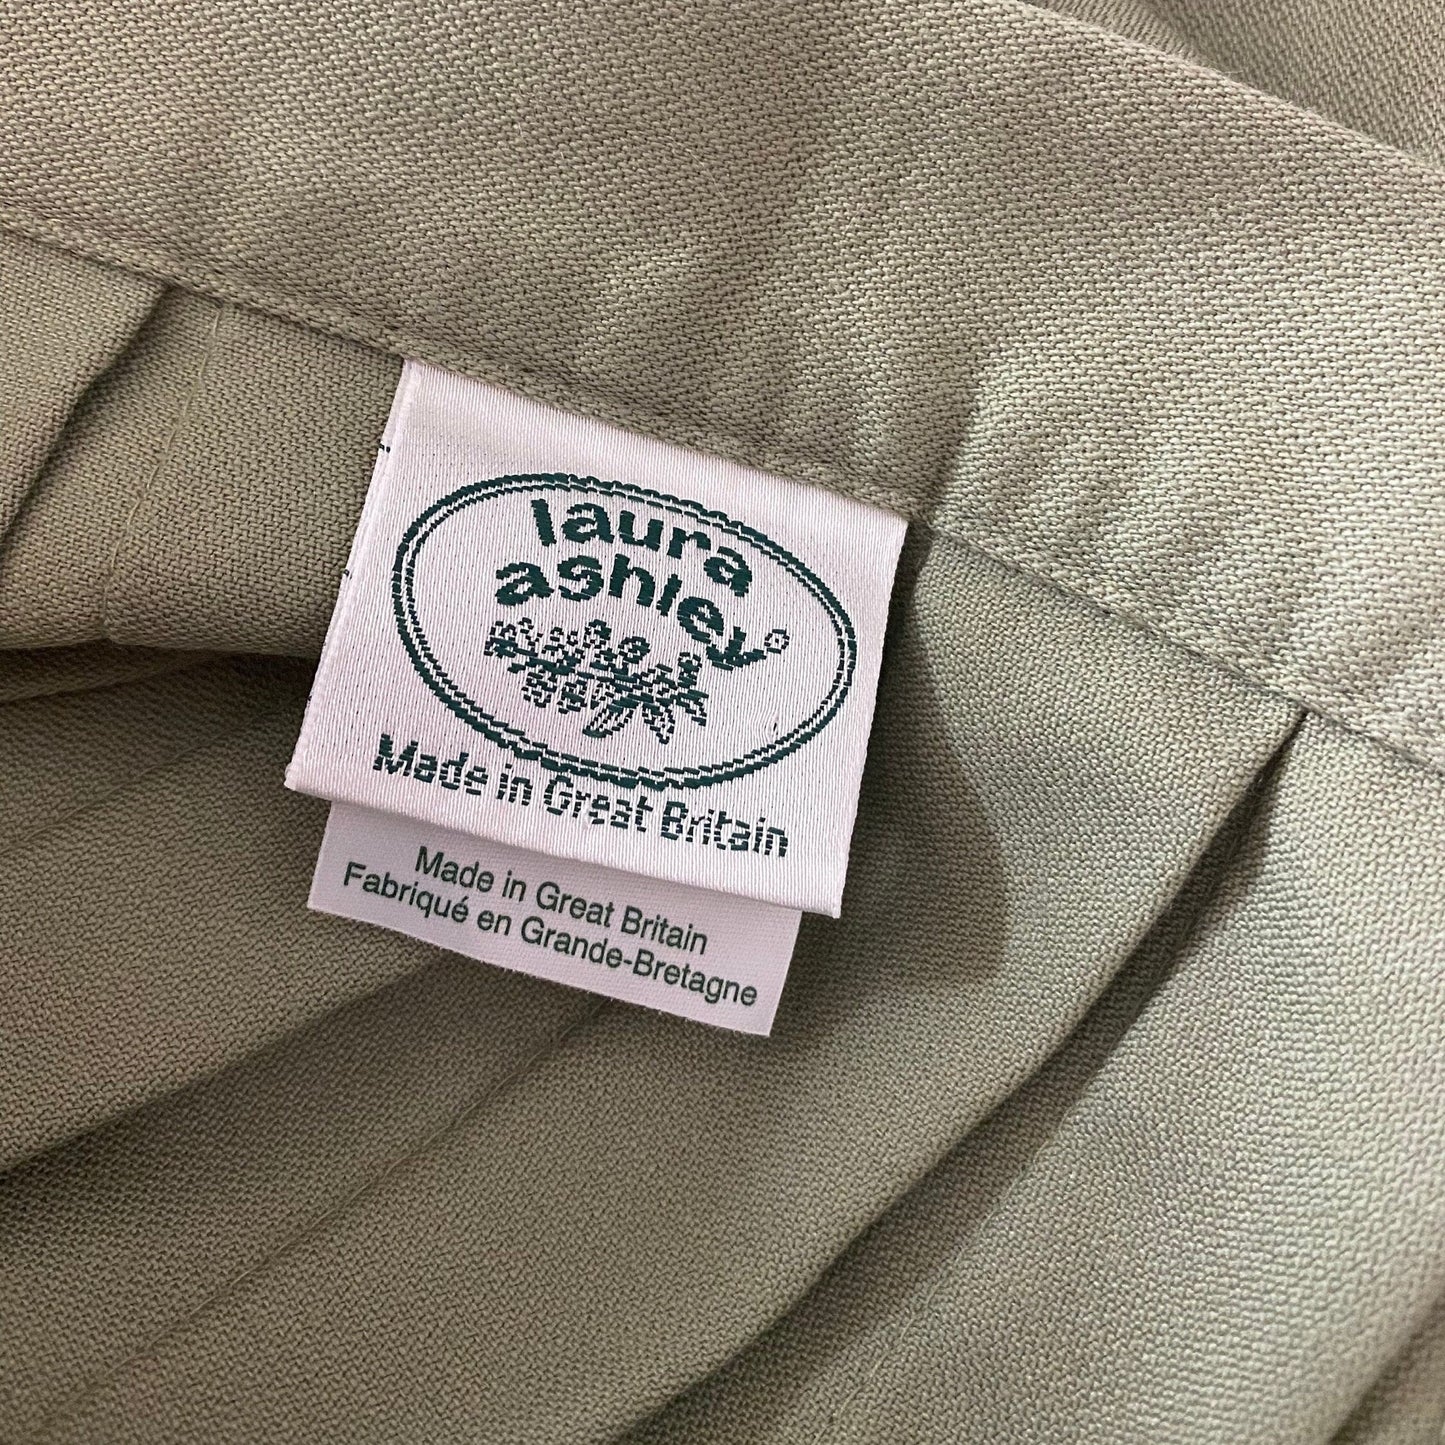 laura
ashley®
Made in Great Britain
Made in Great Britain
Fabriqué en Grande-Bretagne